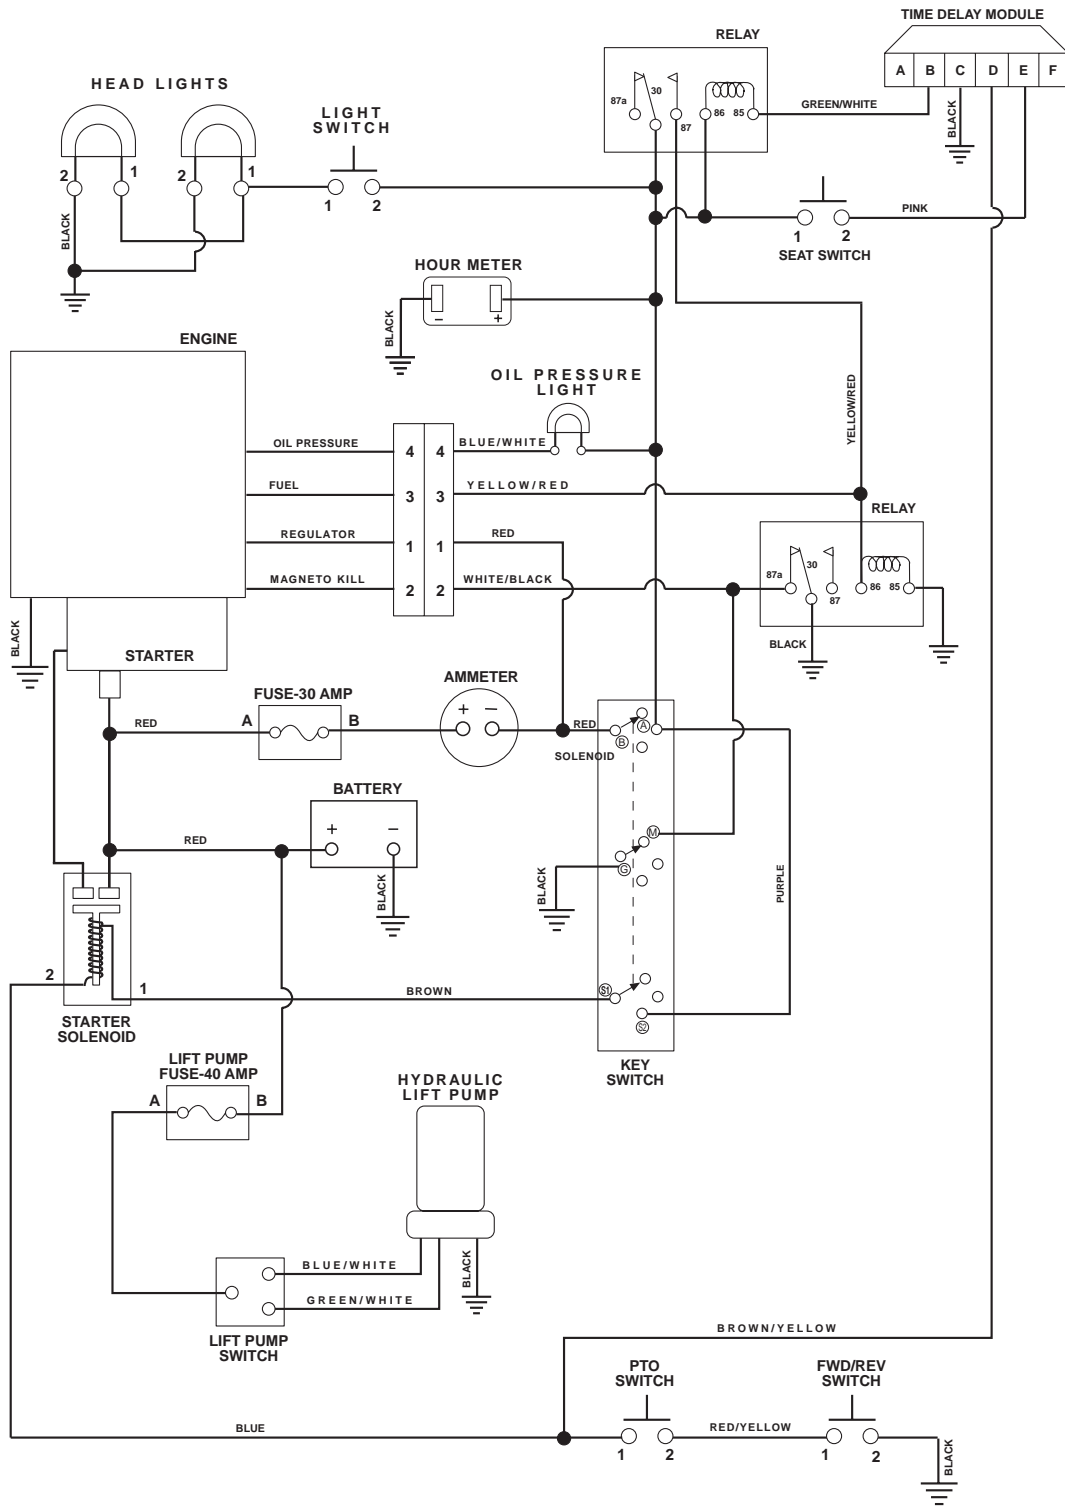 TIME DELAY MODULE
RELAY
A B C D E F
HEAD LIGHTS
87a 30 87 86 85
GREEN/WHITE
BLACK
LIGHT
SWITCH
2 1 2 1
1 2
BLACK
PINK
1 2
SEAT SWITCH
HOUR METER
– +
BLACK
ENGINE
OIL PRESSURE
LIGHT
YELLOW/RED
OIL PRESSURE 4 4 BLUE/WHITE
FUEL 3 3 YELLOW/RED
RELAY
REGULATOR 1 1 RED
87a 30 87 86 85
MAGNETO KILL 2 2 WHITE/BLACK
BLACK
BLACK
STARTER
AMMETER
FUSE-30 AMP
+ –
RED A B RED
A
B
SOLENOID
BATTERY
+ –
RED
M
G
BLACK
BLACK
PURPLE
2
1
BROWN
S1
S2
STARTER
SOLENOID
KEY
SWITCH
LIFT PUMP
FUSE-40 AMP
A B
HYDRAULIC
LIFT PUMP
BLUE/WHITE
BLACK
GREEN/WHITE
LIFT PUMP
SWITCH
BROWN/YELLOW
PTO
SWITCH
FWD/REV
SWITCH
BLUE
RED/YELLOW
1 2
1 2
BLACK